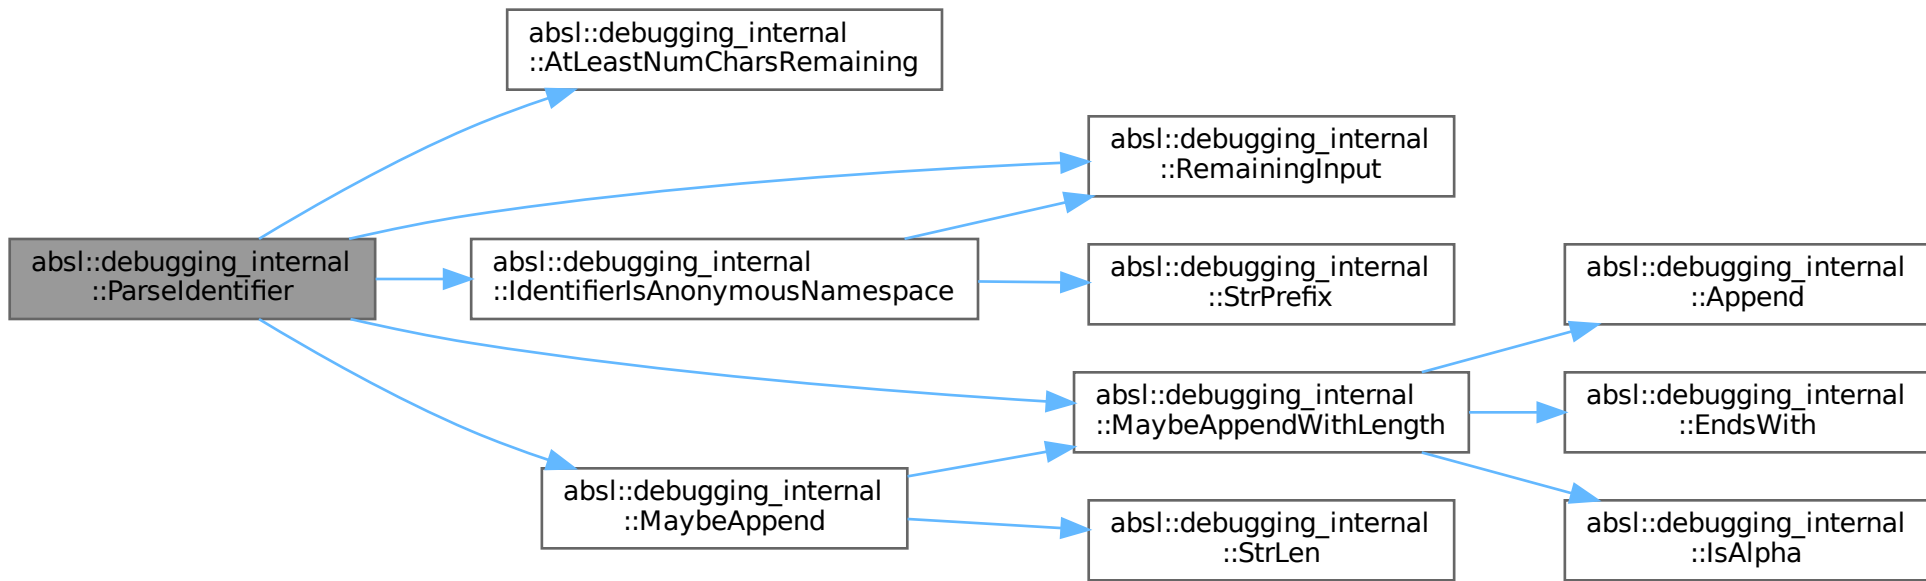 absl::debugging_internal
::AtLeastNumCharsRemaining
absl::debugging_internal
::RemainingInput
absl::debugging_internal
::ParseIdentifier
absl::debugging_internal
::IdentifierIsAnonymousNamespace
absl::debugging_internal
::StrPrefix
absl::debugging_internal
::Append
absl::debugging_internal
::MaybeAppendWithLength
absl::debugging_internal
::EndsWith
absl::debugging_internal
::MaybeAppend
absl::debugging_internal
::StrLen
absl::debugging_internal
::IsAlpha